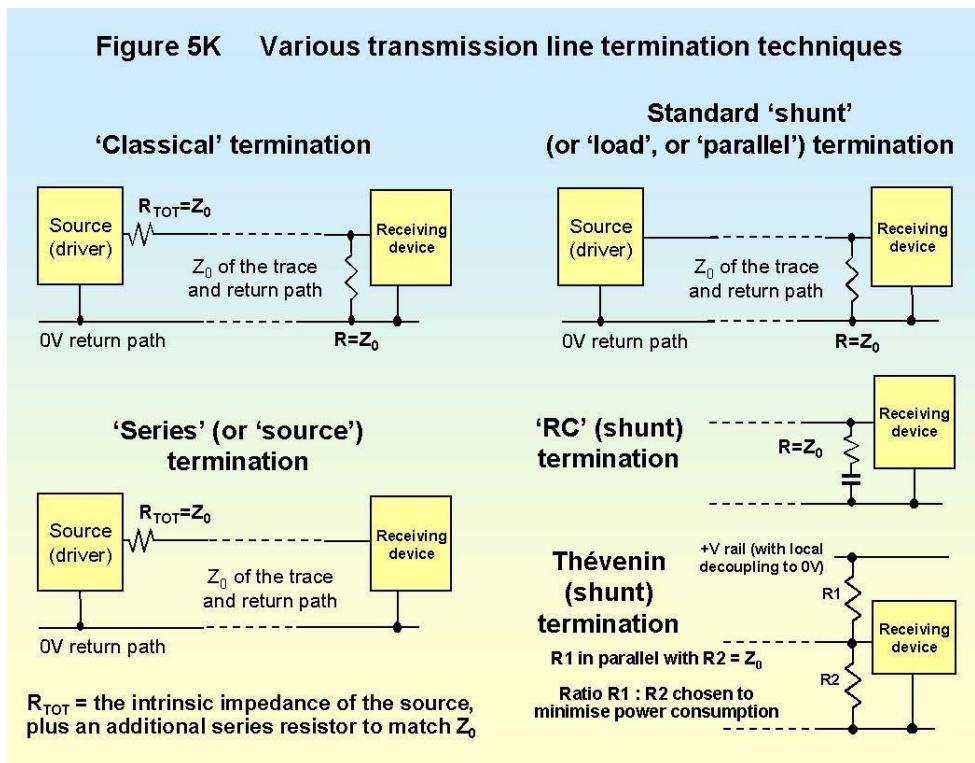 Figure 5K Various transmission line termination techniques
‘Classical’ termination
Source
(driver)
R_TOT=Z₀
Receiving
device
Z₀ of the trace
and return path
0V return path
R=Z₀
Standard ‘shunt’
(or ‘load’, or ‘parallel’) termination
Source
(driver)
Receiving
device
Z₀ of the trace
and return path
0V return path
R=Z₀
‘Series’ (or ‘source’)
termination
Source
(driver)
R_TOT=Z₀
Receiving
device
Z₀ of the trace
and return path
0V return path
‘RC’ (shunt)
termination
R=Z₀
Receiving
device
Thévenin
(shunt)
termination
+V rail (with local
decoupling to 0V)
R1
Receiving
device
R2
R1 in parallel with R2 = Z₀
Ratio R1 : R2 chosen to
minimise power consumption
R_TOT = the intrinsic impedance of the source,
plus an additional series resistor to match Z₀